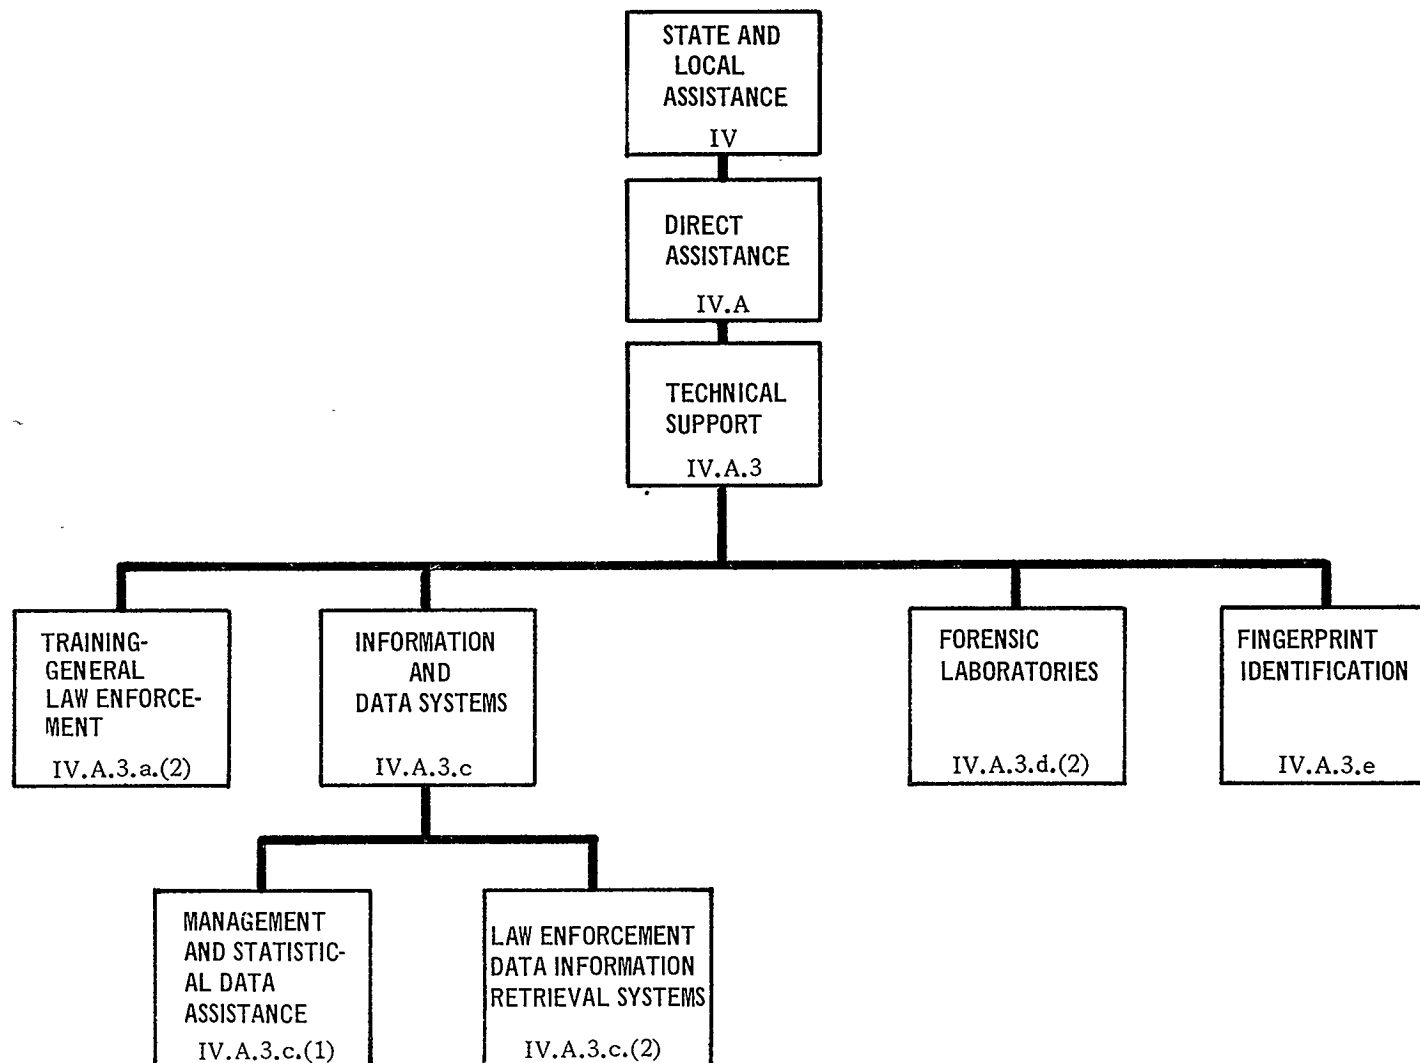 STATE AND
LOCAL
ASSISTANCE
IV
DIRECT
ASSISTANCE
IV.A
TECHNICAL
SUPPORT
IV.A.3
TRAINING-
GENERAL
LAW ENFORCE-
MENT
IV.A.3.a.(2)
INFORMATION
AND
DATA SYSTEMS
IV.A.3.c
FORENSIC
LABORATORIES
IV.A.3.d.(2)
FINGERPRINT
IDENTIFICATION
IV.A.3.e
MANAGEMENT
AND STATISTIC-
AL DATA
ASSISTANCE
IV.A.3.c.(1)
LAW ENFORCEMENT
DATA INFORMATION
RETRIEVAL SYSTEMS
IV.A.3.c.(2)